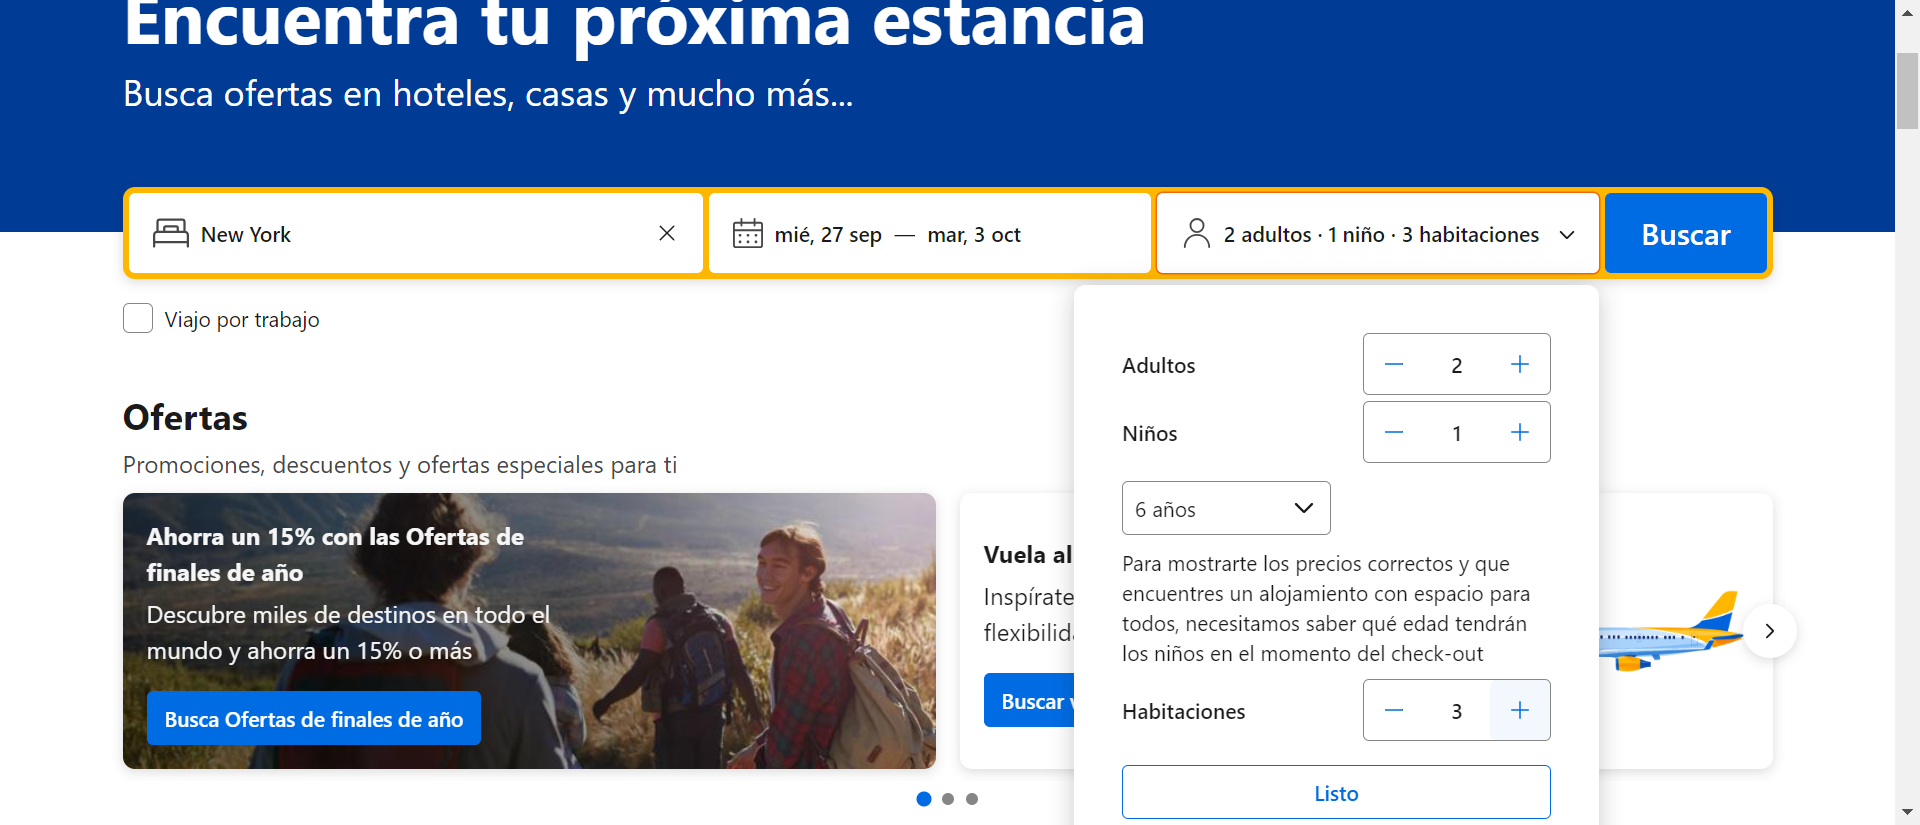 Encuentra tu próxima estancia
Busca ofertas en hoteles, casas y mucho más...
New York
mié, 27 sep — mar, 3 oct
2 adultos · 1 niño · 3 habitaciones
Buscar
Viajo por trabajo
Adultos
2
Niños
1
6 años
Para mostrarte los precios correctos y que
encuentres un alojamiento con espacio para
todos, necesitamos saber qué edad tendrán
los niños en el momento del check-out
Habitaciones
3
Listo
Ofertas
Promociones, descuentos y ofertas especiales para ti
Ahorra un 15% con las Ofertas de
finales de año
Descubre miles de destinos en todo el
mundo y ahorra un 15% o más
Busca Ofertas de finales de año
Vuela al
Inspírate
Buscar